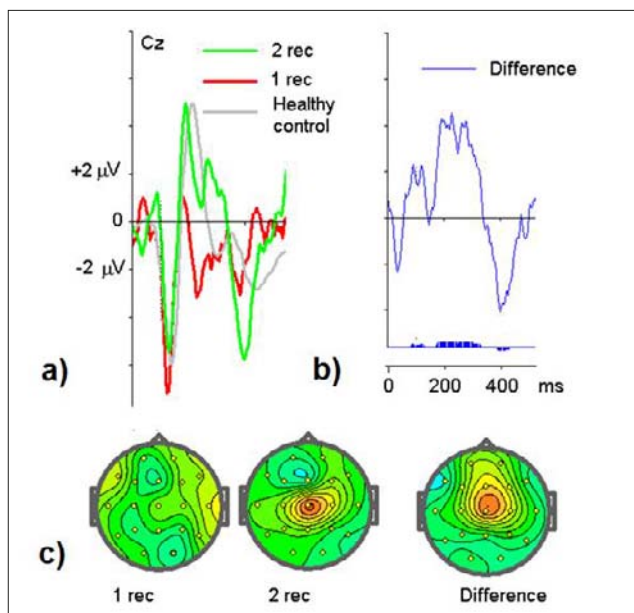 Cz
2 rec
1 rec
Healthy
control
+2 µV
0
-2 µV
a)
Difference
b)
0 200 400 ms
c)
1 rec 2 rec Difference